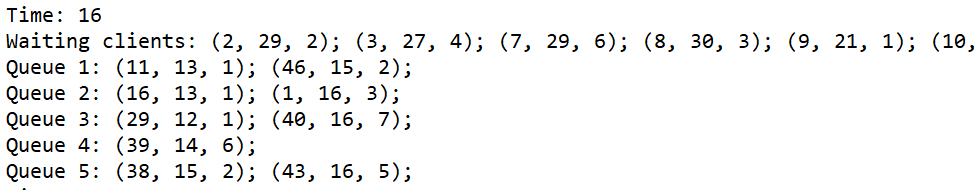 Time: 16
Waiting clients: (2, 29, 2); (3, 27, 4); (7, 29, 6); (8, 30, 3); (9, 21, 1); (10,
Queue 1: (11, 13, 1); (46, 15, 2);
Queue 2: (16, 13, 1); (1, 16, 3);
Queue 3: (29, 12, 1); (40, 16, 7);
Queue 4: (39, 14, 6);
Queue 5: (38, 15, 2); (43, 16, 5);